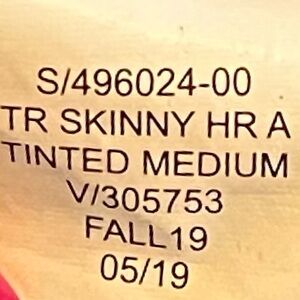 S/496024-00
TR SKINNY HR A
TINTED MEDIUM
V/305753
FALL19
05/19